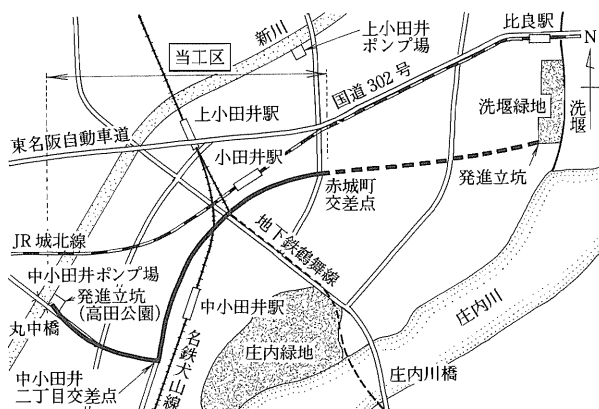 比良駅
新川
上小田井
ポンプ場
当工区
国道302号
N
上小田井駅
洗堰緑地
洗堰
東名阪自動車道
小田井駅
発進立坑
赤城町
交差点
JR城北線
地下鉄鶴舞線
中小田井ポンプ場
発進立坑
(高田公園)
丸中橋
中小田井駅
庄内川
名鉄犬山線
庄内緑地
中小田井
二丁目交差点
庄内川橋